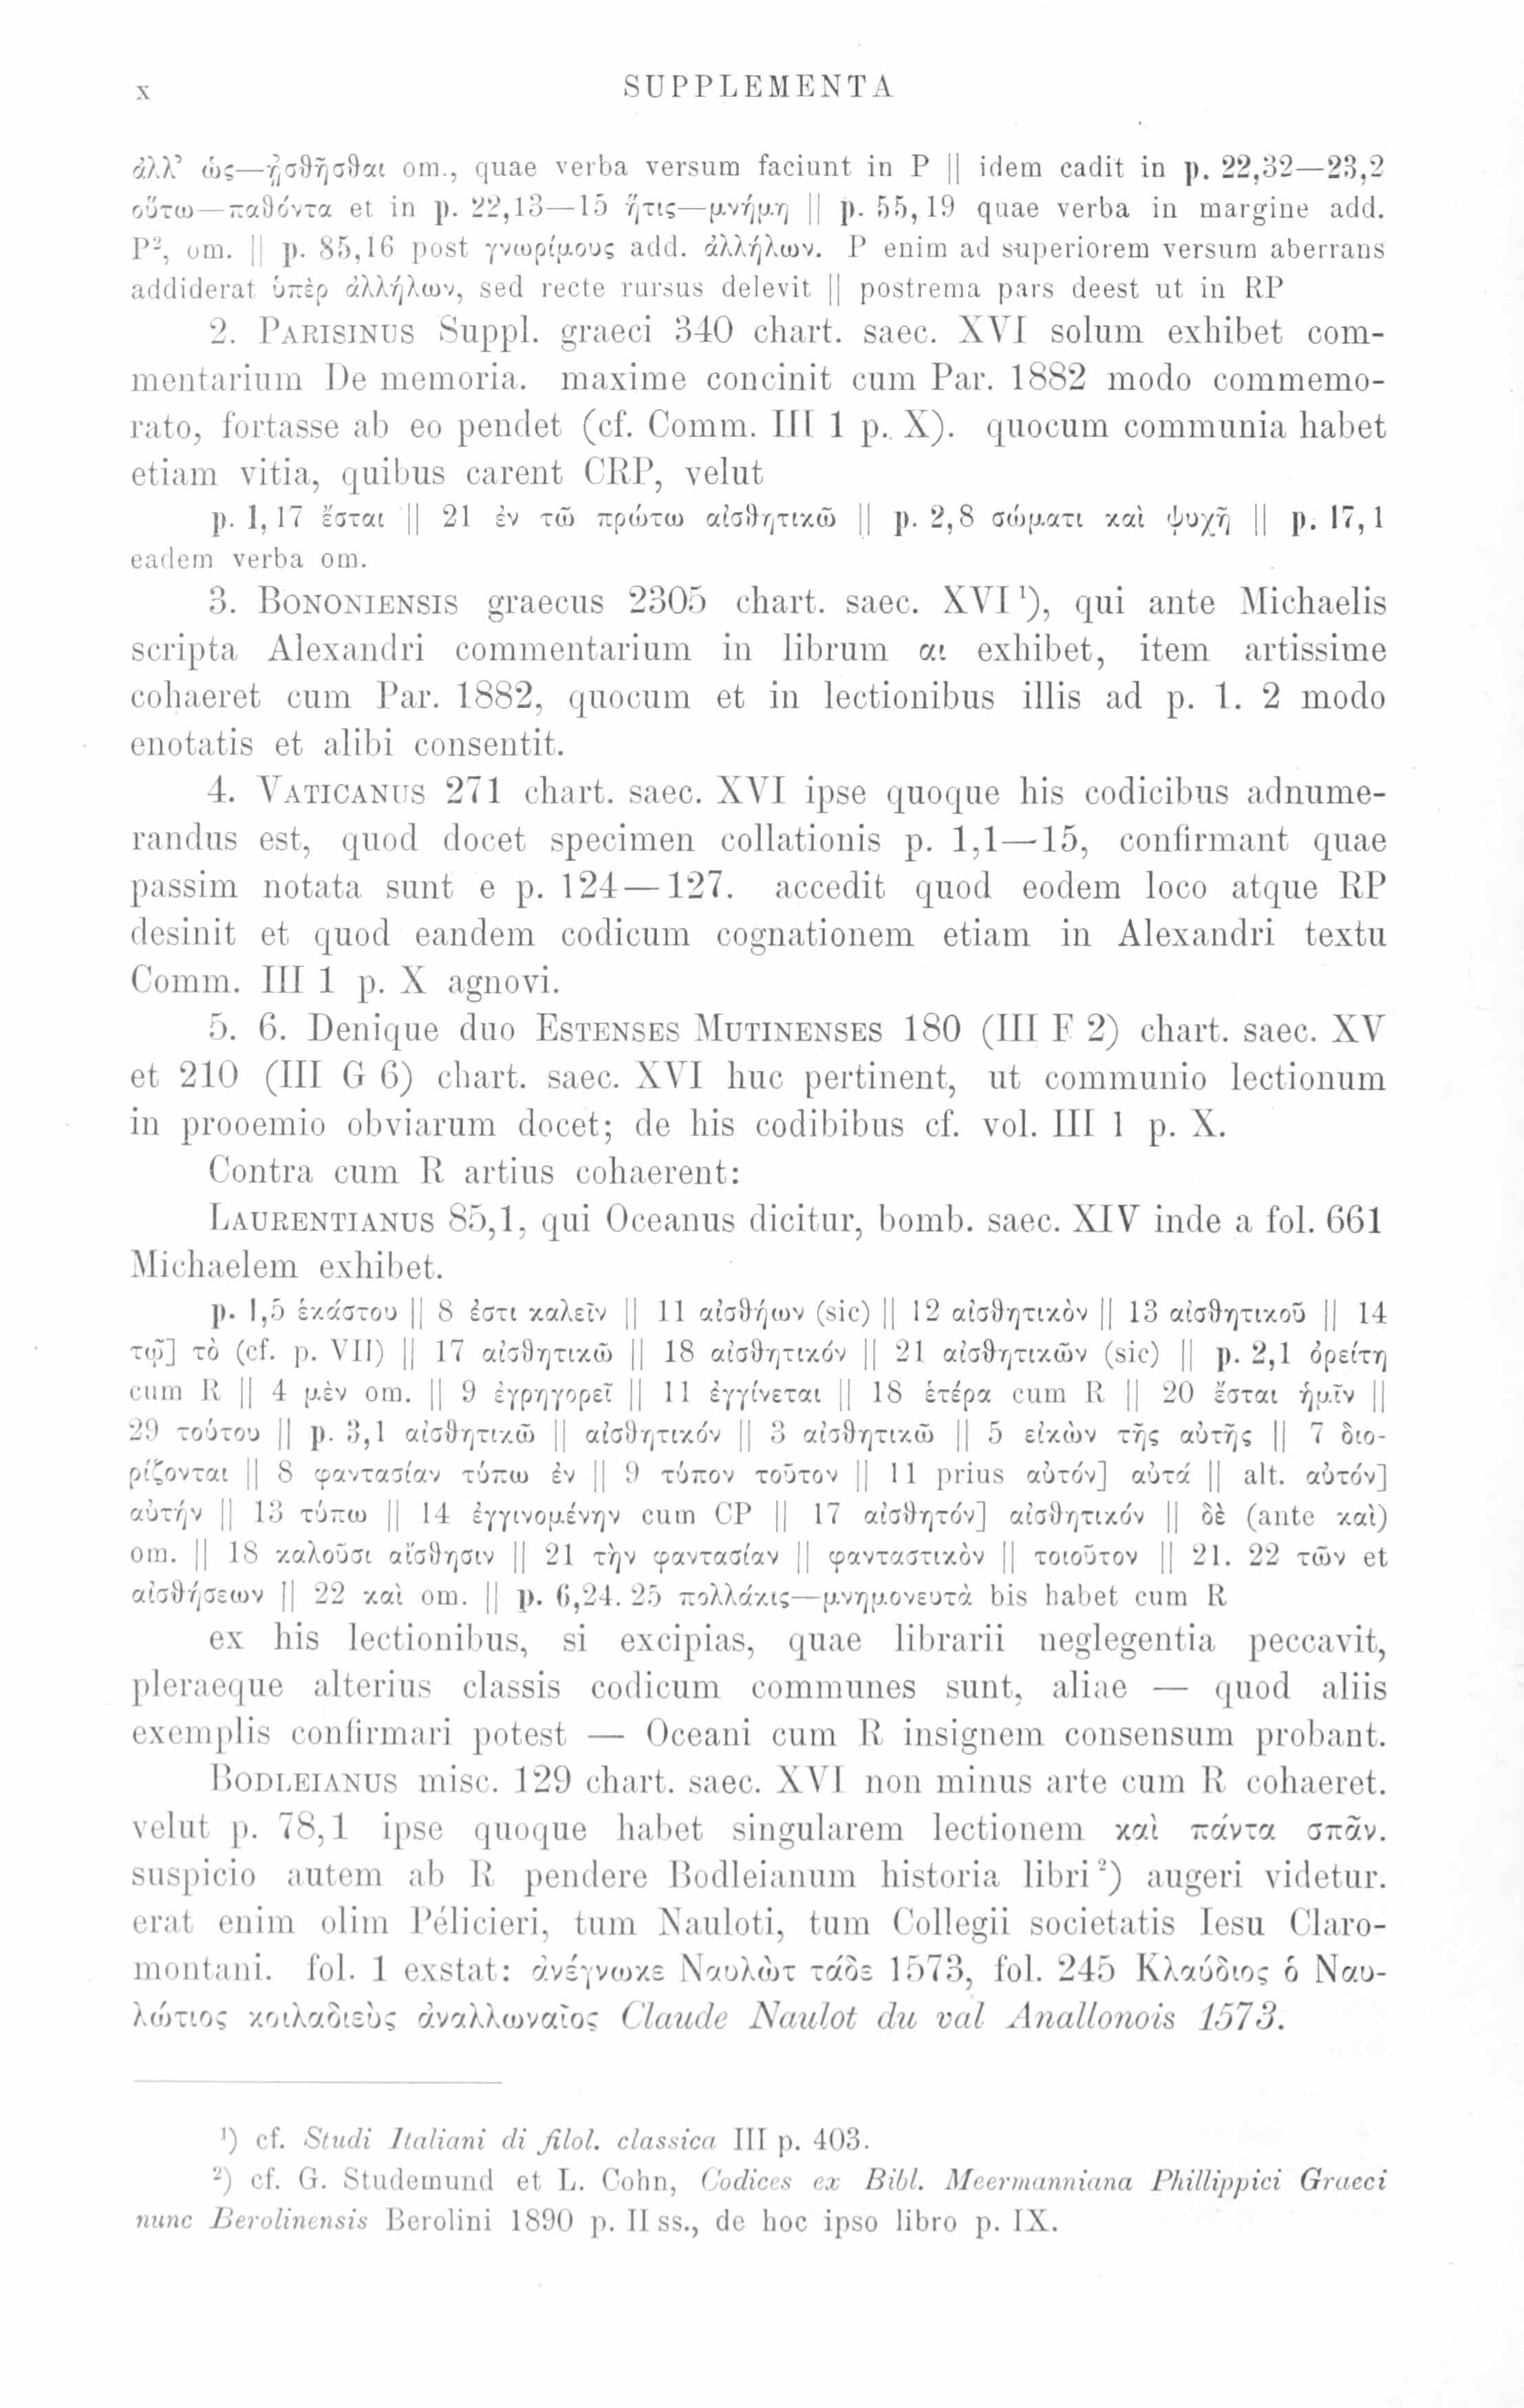 x SUPPLEMENTA
ἀλλ’ ὡς—ᾐσθῆσθαι om., quae verba versum faciunt in P || idem cadit in p. 22,32—23,2
οὕτω—παθόντα et in p. 22,13—15 ἥτις—μνήμη || p. 55,19 quae verba in margine add.
P², om. || p. 85,16 post γνωρίμους add. ἀλλήλων. P enim ad superiorem versum aberrans
addiderat ὑπὲρ ἀλλήλων, sed recte rursus delevit || postrema pars deest ut in RP
2. PARISINUS Suppl. graeci 340 chart. saec. XVI solum exhibet com-
mentarium De memoria. maxime concinit cum Par. 1882 modo commemo-
rato, fortasse ab eo pendet (cf. Comm. III 1 p. X). quocum communia habet
etiam vitia, quibus carent CRP, velut
p. 1,17 ἔσται || 21 ἐν τῶ πρώτω αἰσθητικῶ || p. 2,8 σώματι καὶ ψυχῆ || p. 17,1
eadem verba om.
3. BONONIENSIS graecus 2305 chart. saec. XVI¹), qui ante Michaelis
scripta Alexandri commentarium in librum αι exhibet, item artissime
cohaeret cum Par. 1882, quocum et in lectionibus illis ad p. 1. 2 modo
enotatis et alibi consentit.
4. VATICANUS 271 chart. saec. XVI ipse quoque his codicibus adnume-
randus est, quod docet specimen collationis p. 1,1—15, confirmant quae
passim notata sunt e p. 124—127. accedit quod eodem loco atque RP
desinit et quod eandem codicum cognationem etiam in Alexandri textu
Comm. III 1 p. X agnovi.
5. 6. Denique duo ESTENSES MUTINENSES 180 (III F 2) chart. saec. XV
et 210 (III G 6) chart. saec. XVI huc pertinent, ut communio lectionum
in prooemio obviarum docet; de his codibibus cf. vol. III 1 p. X.
Contra cum R artius cohaerent:
LAURENTIANUS 85,1, qui Oceanus dicitur, bomb. saec. XIV inde a fol. 661
Michaelem exhibet.
p. 1,5 ἑκάστου || 8 ἐστι καλεῖν || 11 αἰσθήων (sic) || 12 αἰσθητικὸν || 13 αἰσθητικοῦ || 14
τῷ] τὸ (cf. p. VII) || 17 αἰσθητικῶ || 18 αἰσθητικόν || 21 αἰσθητικῶν (sic) || p. 2,1 ὀρείτη
cum R || 4 μὲν om. || 9 ἐγρηγορεῖ || 11 ἐγγίνεται || 18 ἑτέρα cum R || 20 ἔσται ἡμῖν ||
29 τούτου || p. 3,1 αἰσθητικῶ || αἰσθητικόν || 3 αἰσθητικῶ || 5 εἰκὼν τῆς αὐτῆς || 7 διο-
ρίζονται || 8 φαντασίαν τύπω ἐν || 9 τύπον τοῦτον || 11 prius αὐτόν] αὐτά || alt. αὐτόν]
αὐτήν || 13 τύπω || 14 ἐγγινομένην cum CP || 17 αἰσθητόν] αἰσθητικόν || δὲ (ante καὶ)
om. || 18 καλοῦσι αἴσθησιν || 21 τὴν φαντασίαν || φανταστικὸν || τοιοῦτον || 21. 22 τῶν et
αἰσθήσεων || 22 καὶ om. || p. 6,24. 25 πολλάκις—μνημονευτὰ bis habet cum R
ex his lectionibus, si excipias, quae librarii neglegentia peccavit,
pleraeque alterius classis codicum communes sunt, aliae — quod aliis
exemplis confirmari potest — Oceani cum R insignem consensum probant.
BODLEIANUS misc. 129 chart. saec. XVI non minus arte cum R cohaeret.
velut p. 78,1 ipse quoque habet singularem lectionem καὶ πάντα σπᾶν.
suspicio autem ab R pendere Bodleianum historia libri²) augeri videtur.
erat enim olim Pélicieri, tum Nauloti, tum Collegii societatis Iesu Claro-
montani. fol. 1 exstat: ἀνέγνωκε Ναυλὼτ τάδε 1573, fol. 245 Κλαύδιος ὁ Ναυ-
λώτιος κοιλαδιεὺς ἀναλλωναῖος Claude Naulot du val Anallonois 1573.
¹) cf. Studi Italiani di filol. classica III p. 403.
²) cf. G. Studemund et L. Cohn, Codices ex Bibl. Meermanniana Phillippici Graeci
nunc Berolinensis Berolini 1890 p. II ss., de hoc ipso libro p. IX.